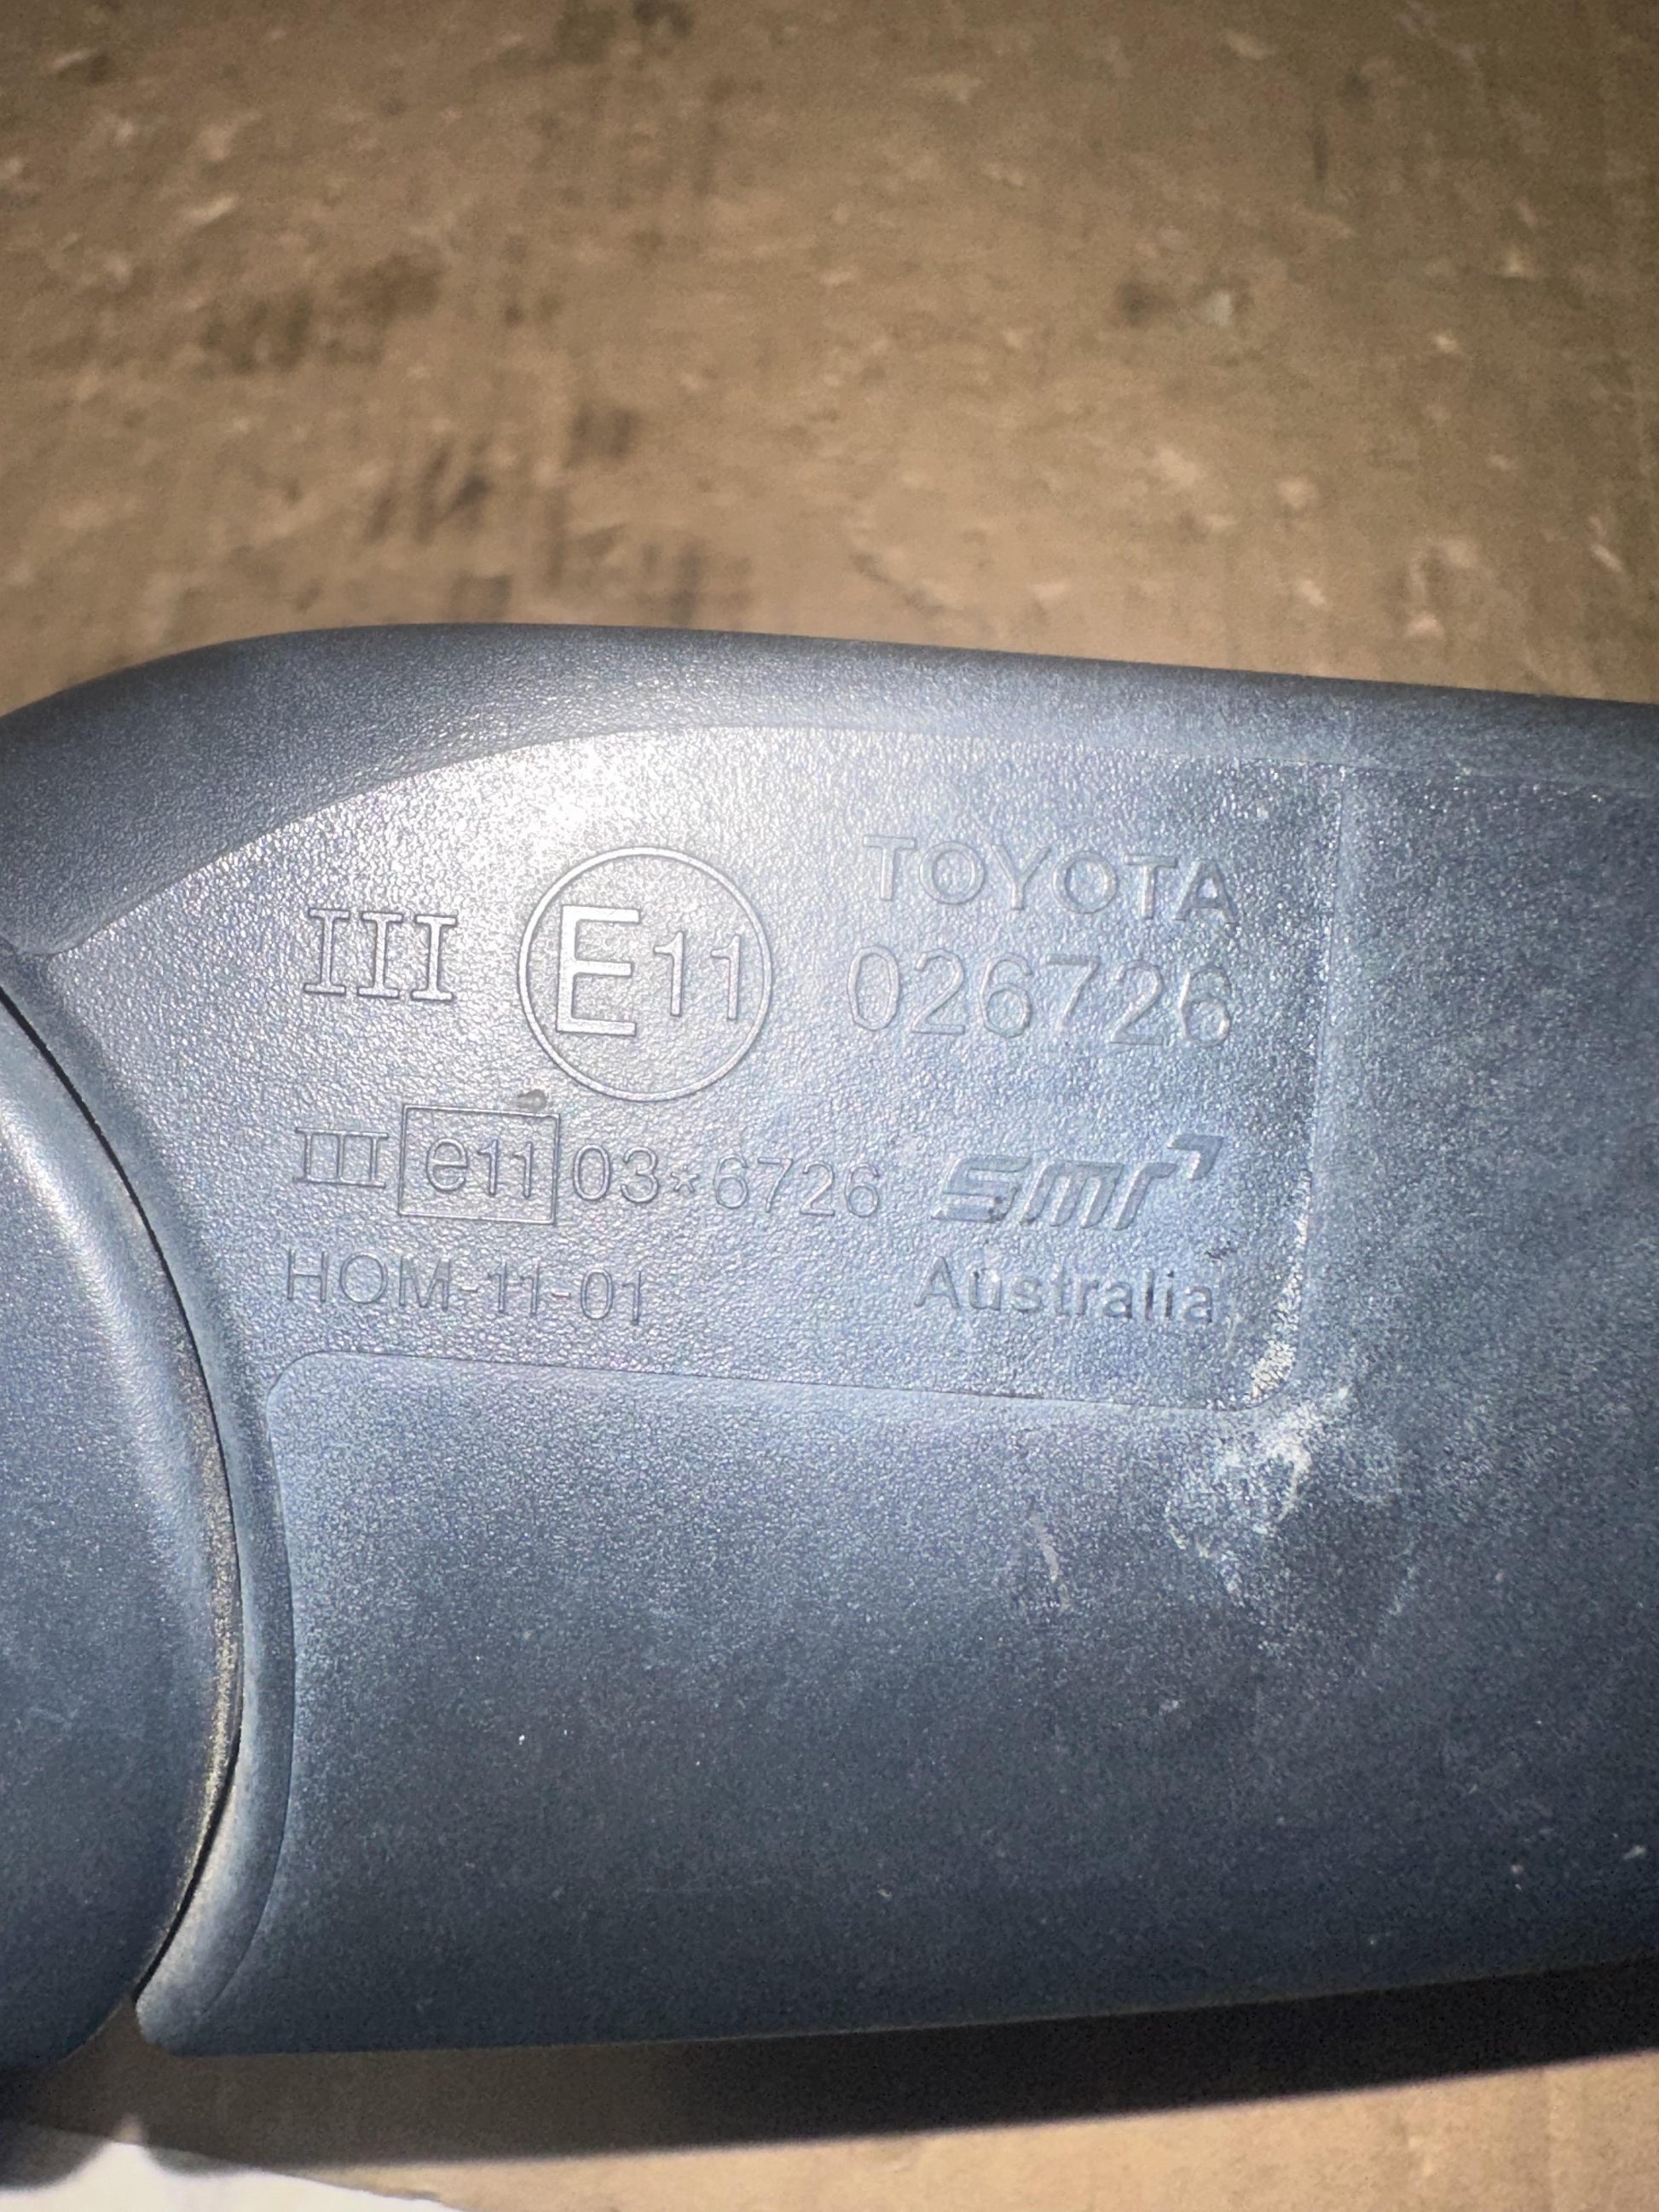 TOYOTA
III E11 026726
III e11 03*6726 smr
HOM-11-01 Australia